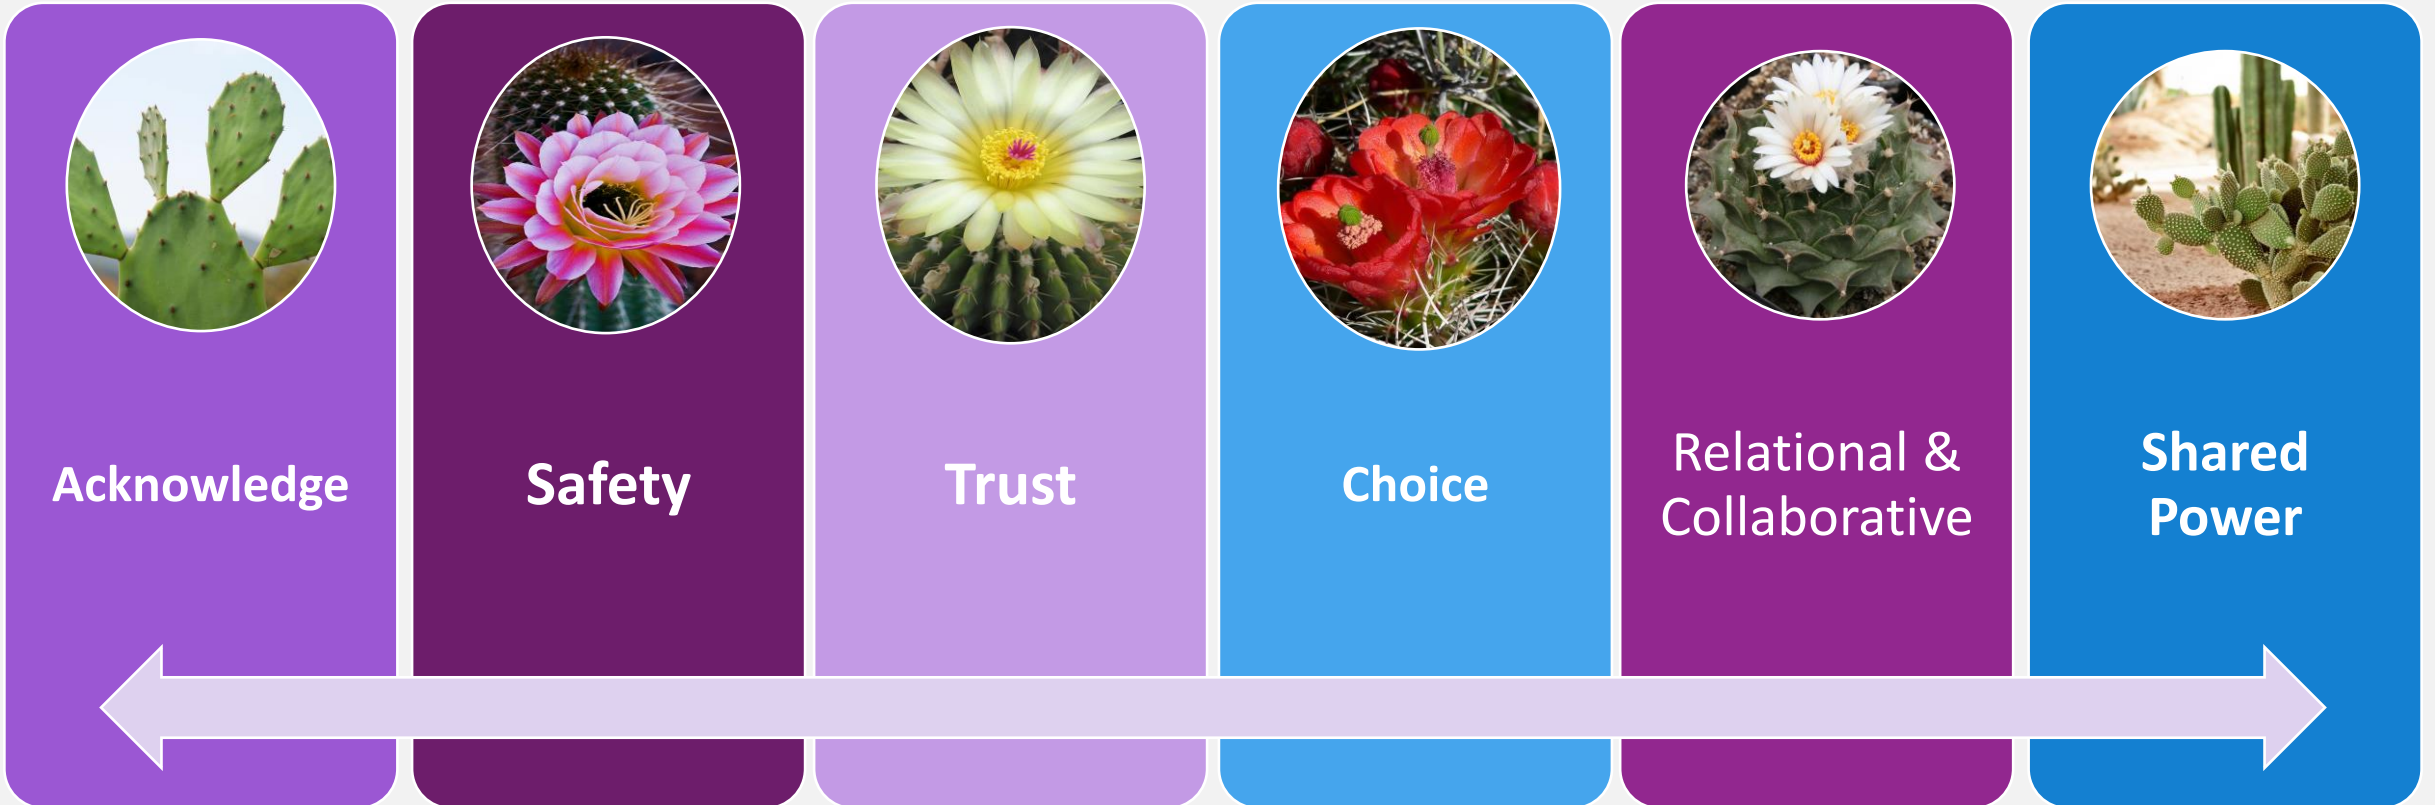 Acknowledge
Safety
Trust
Choice
Relational &
Collaborative
Shared
Power